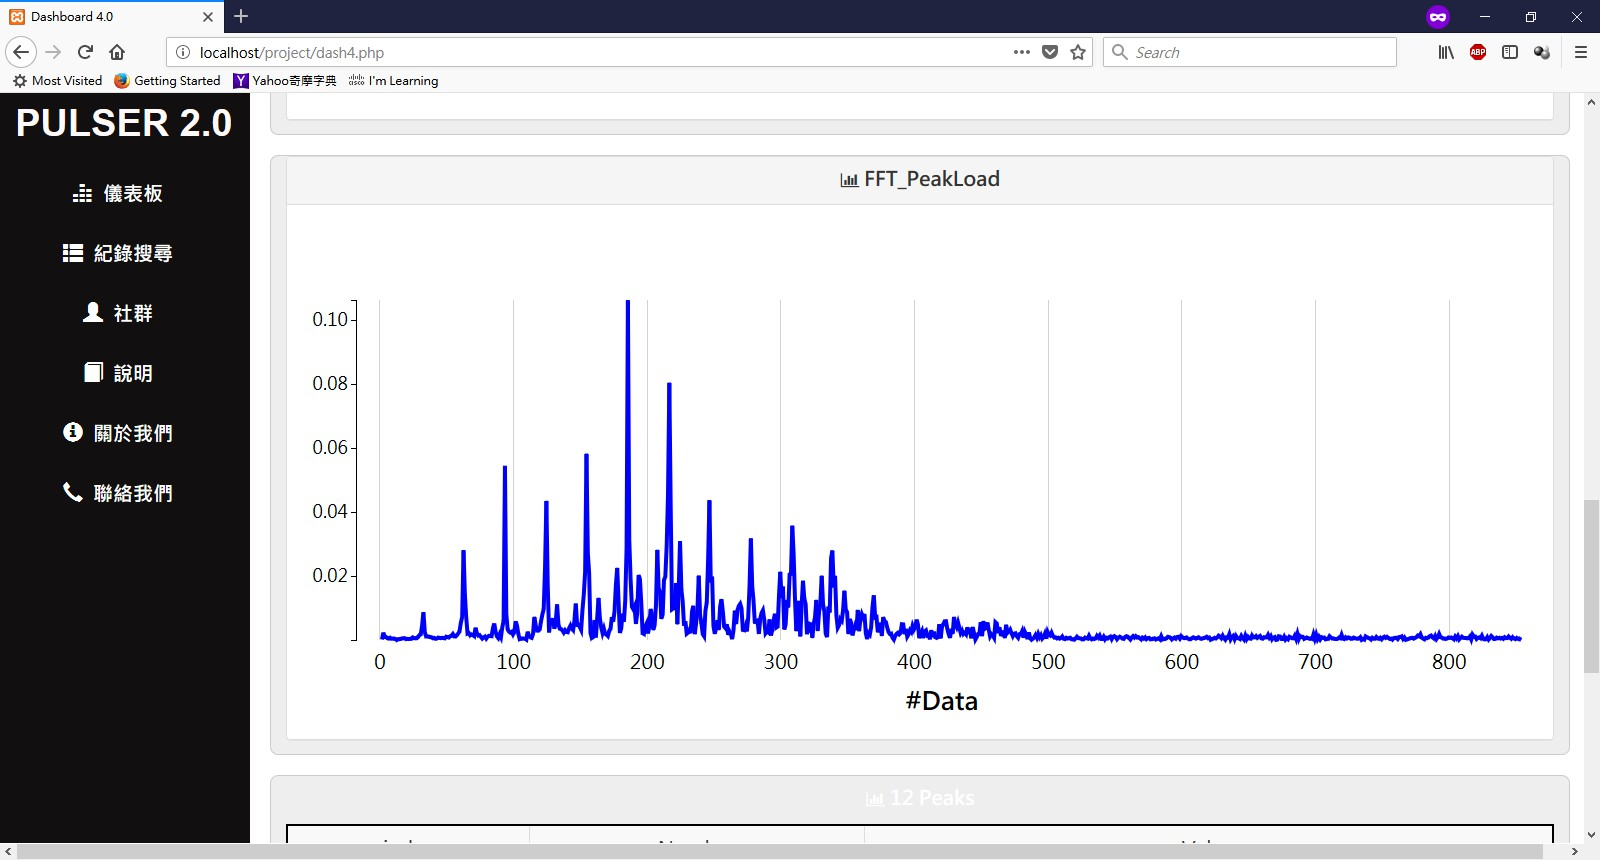 Dashboard 4.0
localhost/project/dash4.php
Search
ABP
Most Visited
Getting Started
Yahoo奇摩字典
I'm Learning
PULSER 2.0
儀表板
紀錄搜尋
社群
說明
關於我們
聯絡我們
FFT_PeakLoad
0.10
0.08
0.06
0.04
0.02
0 100 200 300 400 500 600 700 800
#Data
12 Peaks